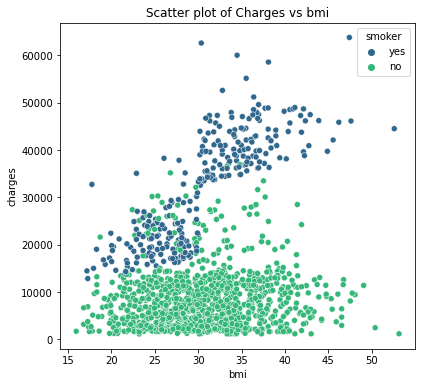 Scatter plot of Charges vs bmi
smoker
yes
no
60000
50000
40000
30000
20000
10000
0
charges
15 20 25 30 35 40 45 50
bmi